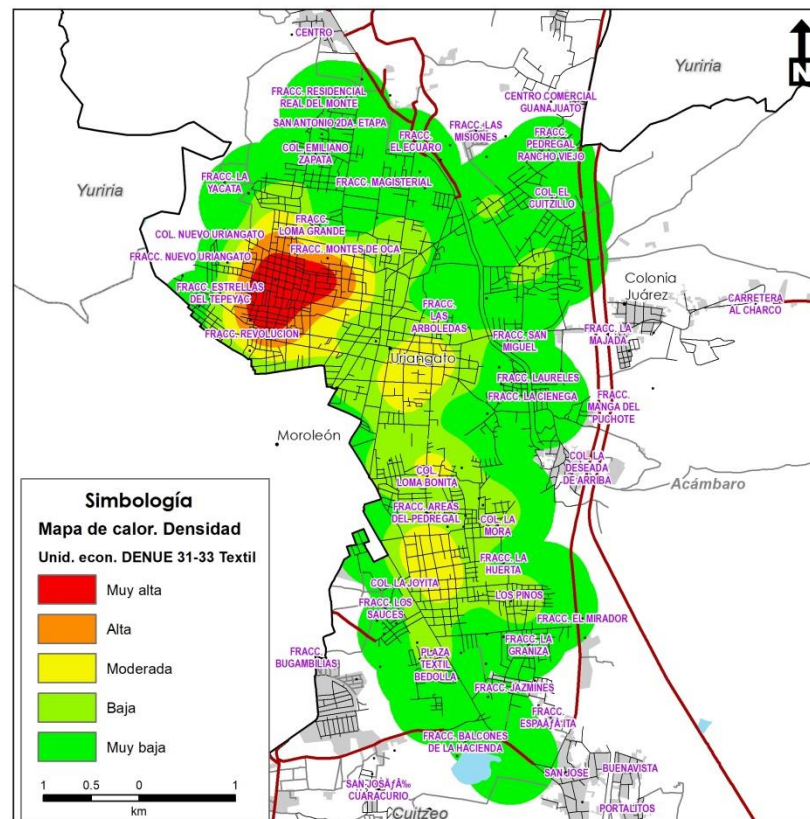 CENTRO
Yuriria
N
FRACC. RESIDENCIAL
REAL DEL MONTE
CENTRO COMERCIAL
GUANAJUATO
SAN ANTONIO 2DA. ETAPA
FRACC.
EL ECUARO
FRACC. LAS
MISIONES
FRACC.
PEDREGAL
RANCHO VIEJO
COL. EMILIANO
ZAPATA
FRACC. LA
YACATA
FRACC. MAGISTERIAL
COL. EL
CUITZILLO
Yuriria
FRACC.
LOMA GRANDE
COL. NUEVO URIANGATO
FRACC. MONTES DE OCA
FRACC. NUEVO URIANGATO
FRACC. ESTRELLAS
DEL TEPEYAC
Colonia
Juárez
CARRETERA
AL CHARCO
FRACC.
LAS
ARBOLEDAS
FRACC. REVOLUCION
FRACC. SAN
MIGUEL
FRACC. LA
MAJADA
Uriangato
FRACC. LAURELES
FRACC. LA CIENEGA
FRACC.
MANGA DEL
PUCHOTE
Moroleón
COL. LA
DESEADA
DE ARRIBA
COL.
LOMA BONITA
Acámbaro
FRACC. AREAS
DEL PEDREGAL
COL. LA
MORA
FRACC. LA
HUERTA
COL. LA JOYITA
LOS PINOS
FRACC. LOS
SAUCES
FRACC. EL MIRADOR
FRACC. LA
GRANIZA
FRACC.
BUGAMBILIAS
PLAZA
TEXTIL
BEDOLLA
FRACC. JAZMINES
FRACC.
ESPAÃƒÂ'ITA
FRACC. BALCONES
DE LA HACIENDA
SAN JOSE
BUENAVISTA
SAN JOSÃƒÂ‰
CUARACURIO
PORTALITOS
Cuitzeo
Simbología
Mapa de calor. Densidad
Unid. econ. DENUE 31-33 Textil
Muy alta
Alta
Moderada
Baja
Muy baja
1 0.5 0 1
km